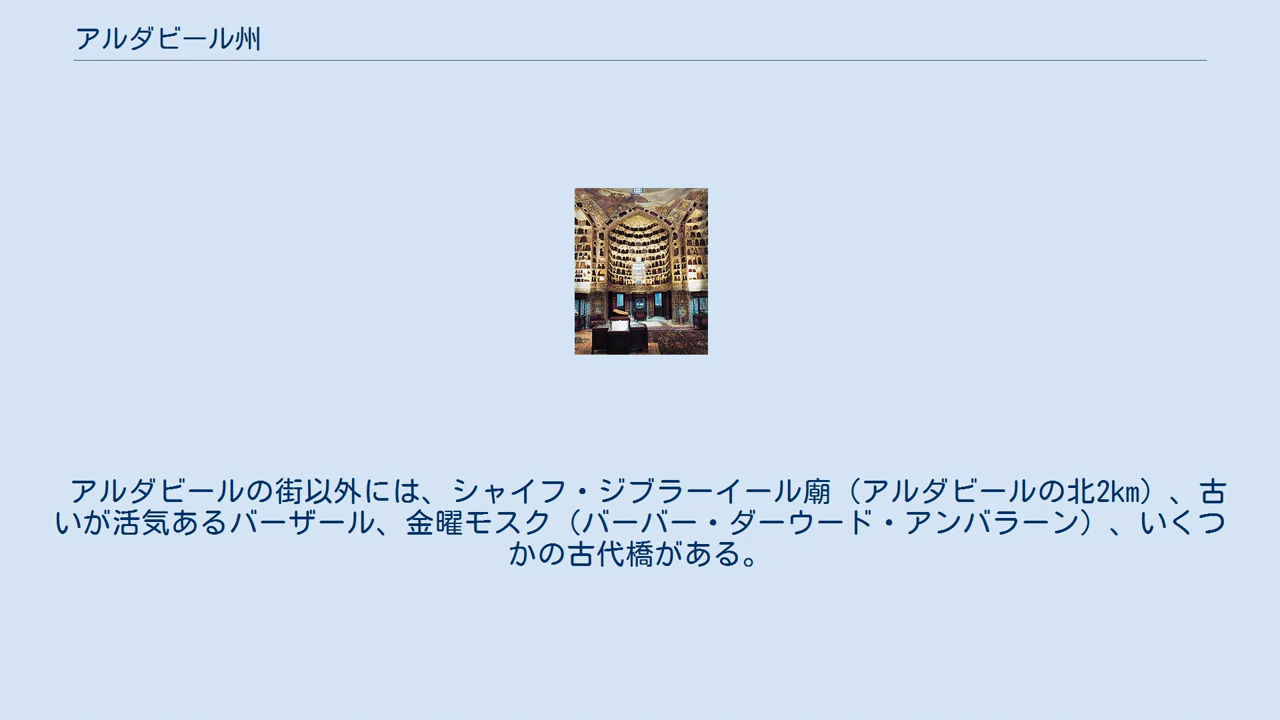 アルダビール州
アルダビールの街以外には、シャイフ・ジブラーイール廟（アルダビールの北2km）、古
いが活気あるバーザール、金曜モスク（バーバー・ダーウード・アンバラーン）、いくつ
かの古代橋がある。